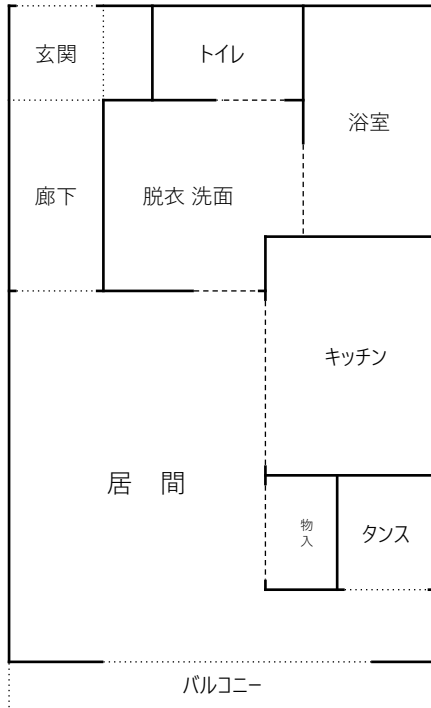 玄関
トイレ
浴室
廊下
脱衣 洗面
キッチン
居　間
物
入
タンス
バルコニー